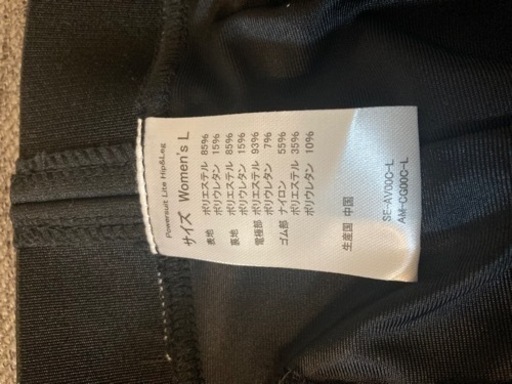 Powersuit Lite Hip&Leg
サイズ Women's L
表地 ポリエステル 85%
ポリウレタン 15%
裏地 ポリエステル 85%
ポリウレタン 15%
電極部 ポリエステル 93%
ポリウレタン 7%
ゴム部 ナイロン 55%
ポリエステル 35%
ポリウレタン 10%
生産国 中国
SE-AV00C-L
AM-CG00C-L